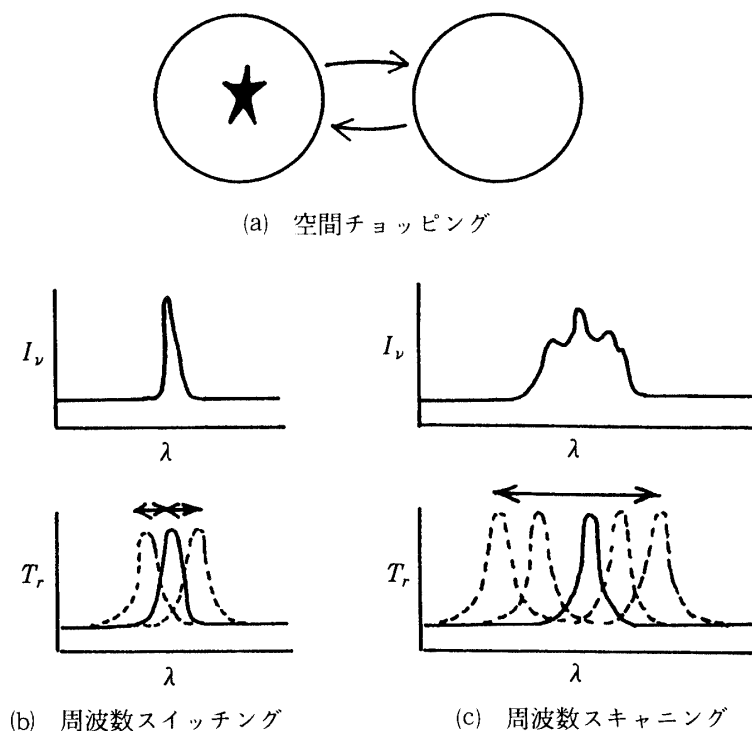 (a) 空間チョッピング
I_ν
λ
I_ν
λ
T_r
λ
T_r
λ
(b) 周波数スイッチング
(c) 周波数スキャニング